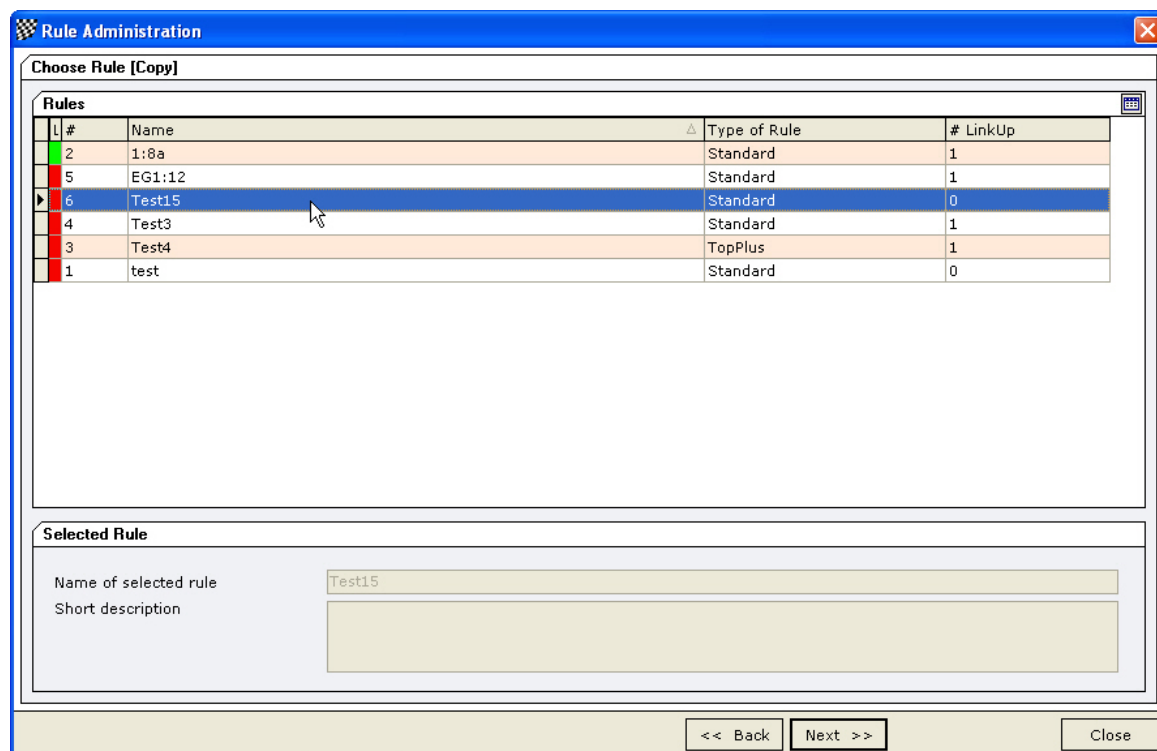 Rule Administration
Choose Rule [Copy]
Rules
L # Name Type of Rule # LinkUp
2 1:8a Standard 1
5 EG1:12 Standard 1
6 Test15 Standard 0
4 Test3 Standard 1
3 Test4 TopPlus 1
1 test Standard 0
Selected Rule
Name of selected rule Test15
Short description
<< Back Next >> Close